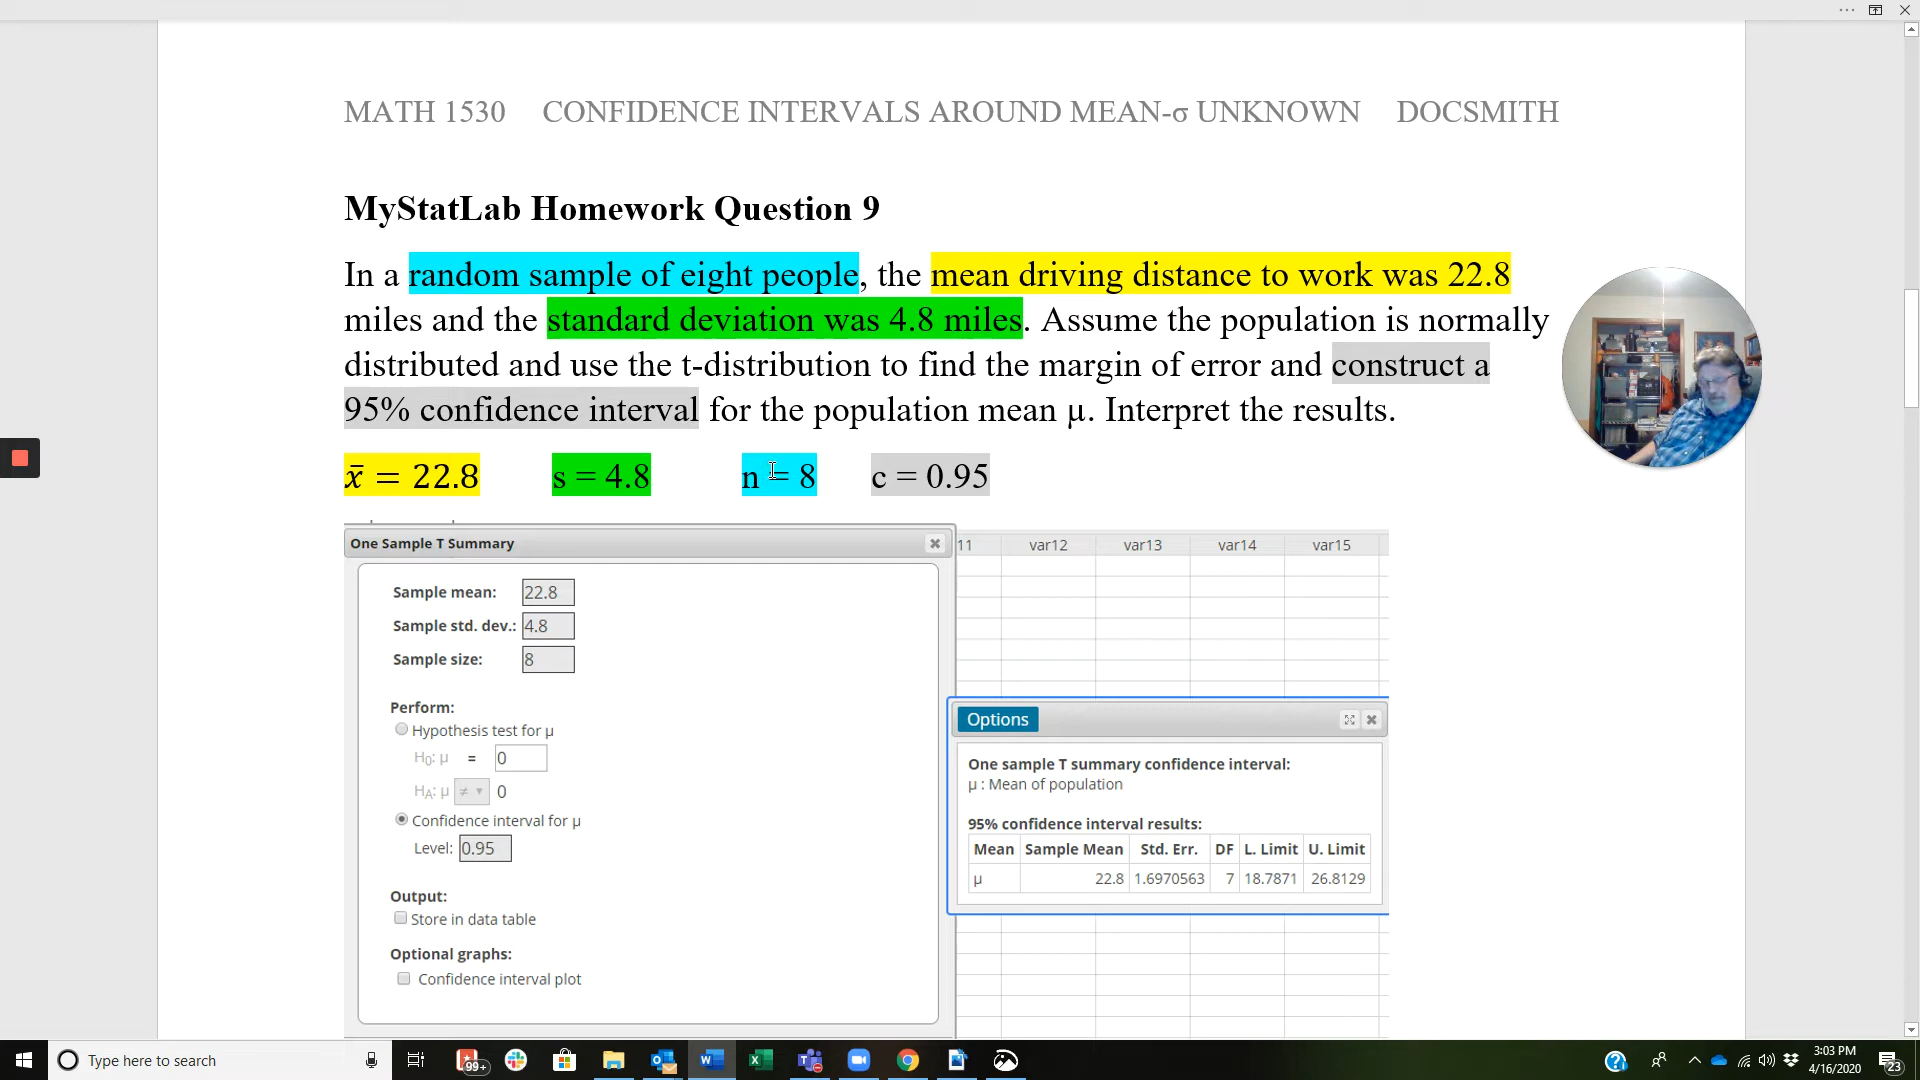 MATH 1530 CONFIDENCE INTERVALS AROUND MEAN-σ UNKNOWN DOCSMITH
MyStatLab Homework Question 9
In a random sample of eight people, the mean driving distance to work was 22.8
miles and the standard deviation was 4.8 miles. Assume the population is normally
distributed and use the t-distribution to find the margin of error and construct a
95% confidence interval for the population mean µ. Interpret the results.
x̄ = 22.8 s = 4.8 n = 8 c = 0.95
One Sample T Summary
11 var12 var13 var14 var15
Sample mean: 22.8
Sample std. dev.: 4.8
Sample size: 8
Perform:
Hypothesis test for µ
H0: µ = 0
HA: µ ≠ 0
Confidence interval for µ
Level: 0.95
Output:
Store in data table
Optional graphs:
Confidence interval plot
Options
One sample T summary confidence interval:
µ : Mean of population
95% confidence interval results:
Mean Sample Mean Std. Err. DF L. Limit U. Limit
µ 22.8 1.6970563 7 18.7871 26.8129
Type here to search
99+
3:03 PM
4/16/2020
23